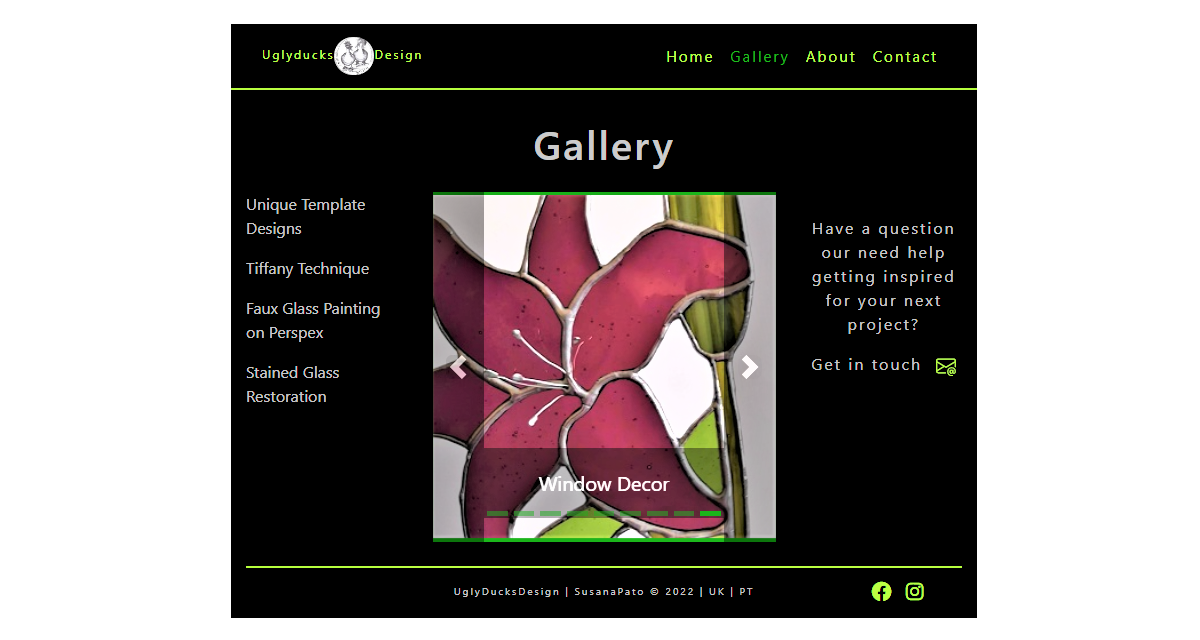 Uglyducks Design
Home Gallery About Contact
Gallery
Unique Template
Designs
Tiffany Technique
Faux Glass Painting
on Perspex
Stained Glass
Restoration
Window Decor
Have a question
our need help
getting inspired
for your next
project?
Get in touch
UglyDucksDesign | SusanaPato © 2022 | UK | PT